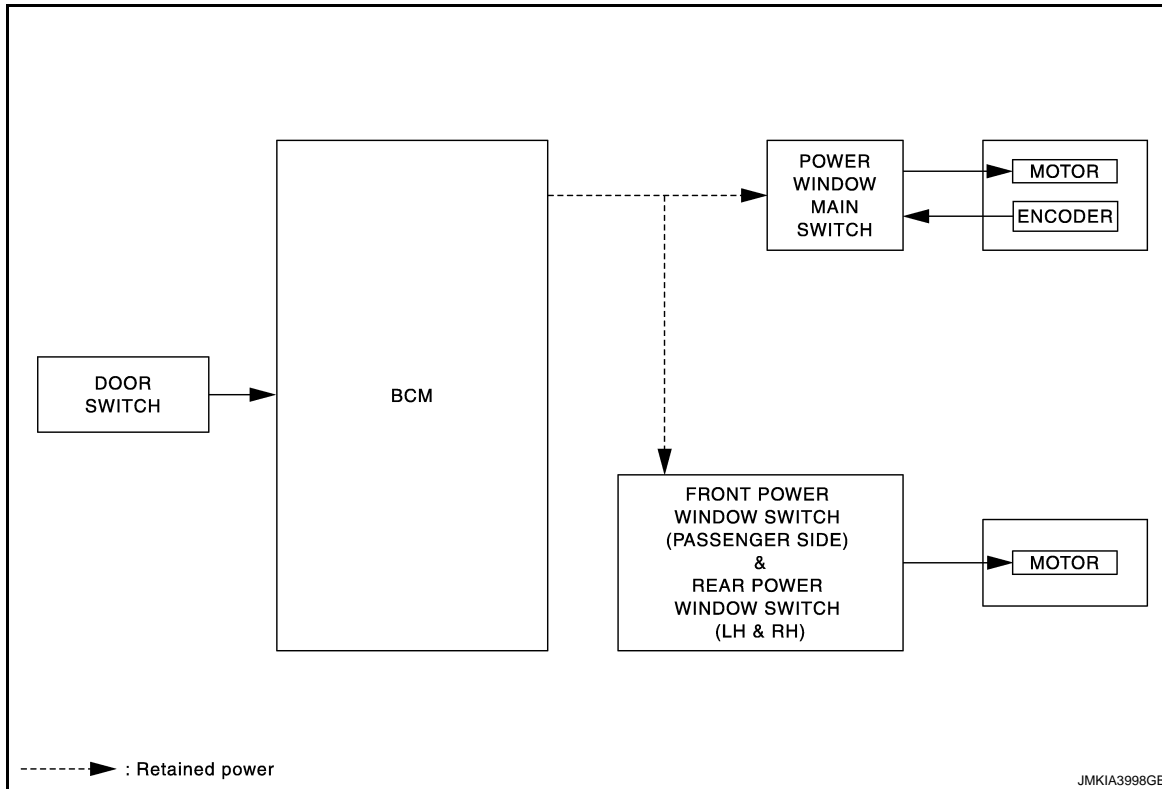 POWER
WINDOW
MAIN
SWITCH
MOTOR
ENCODER
DOOR
SWITCH
BCM
FRONT POWER
WINDOW SWITCH
(PASSENGER SIDE)
&
REAR POWER
WINDOW SWITCH
(LH & RH)
MOTOR
: Retained power
JMKIA3998GB